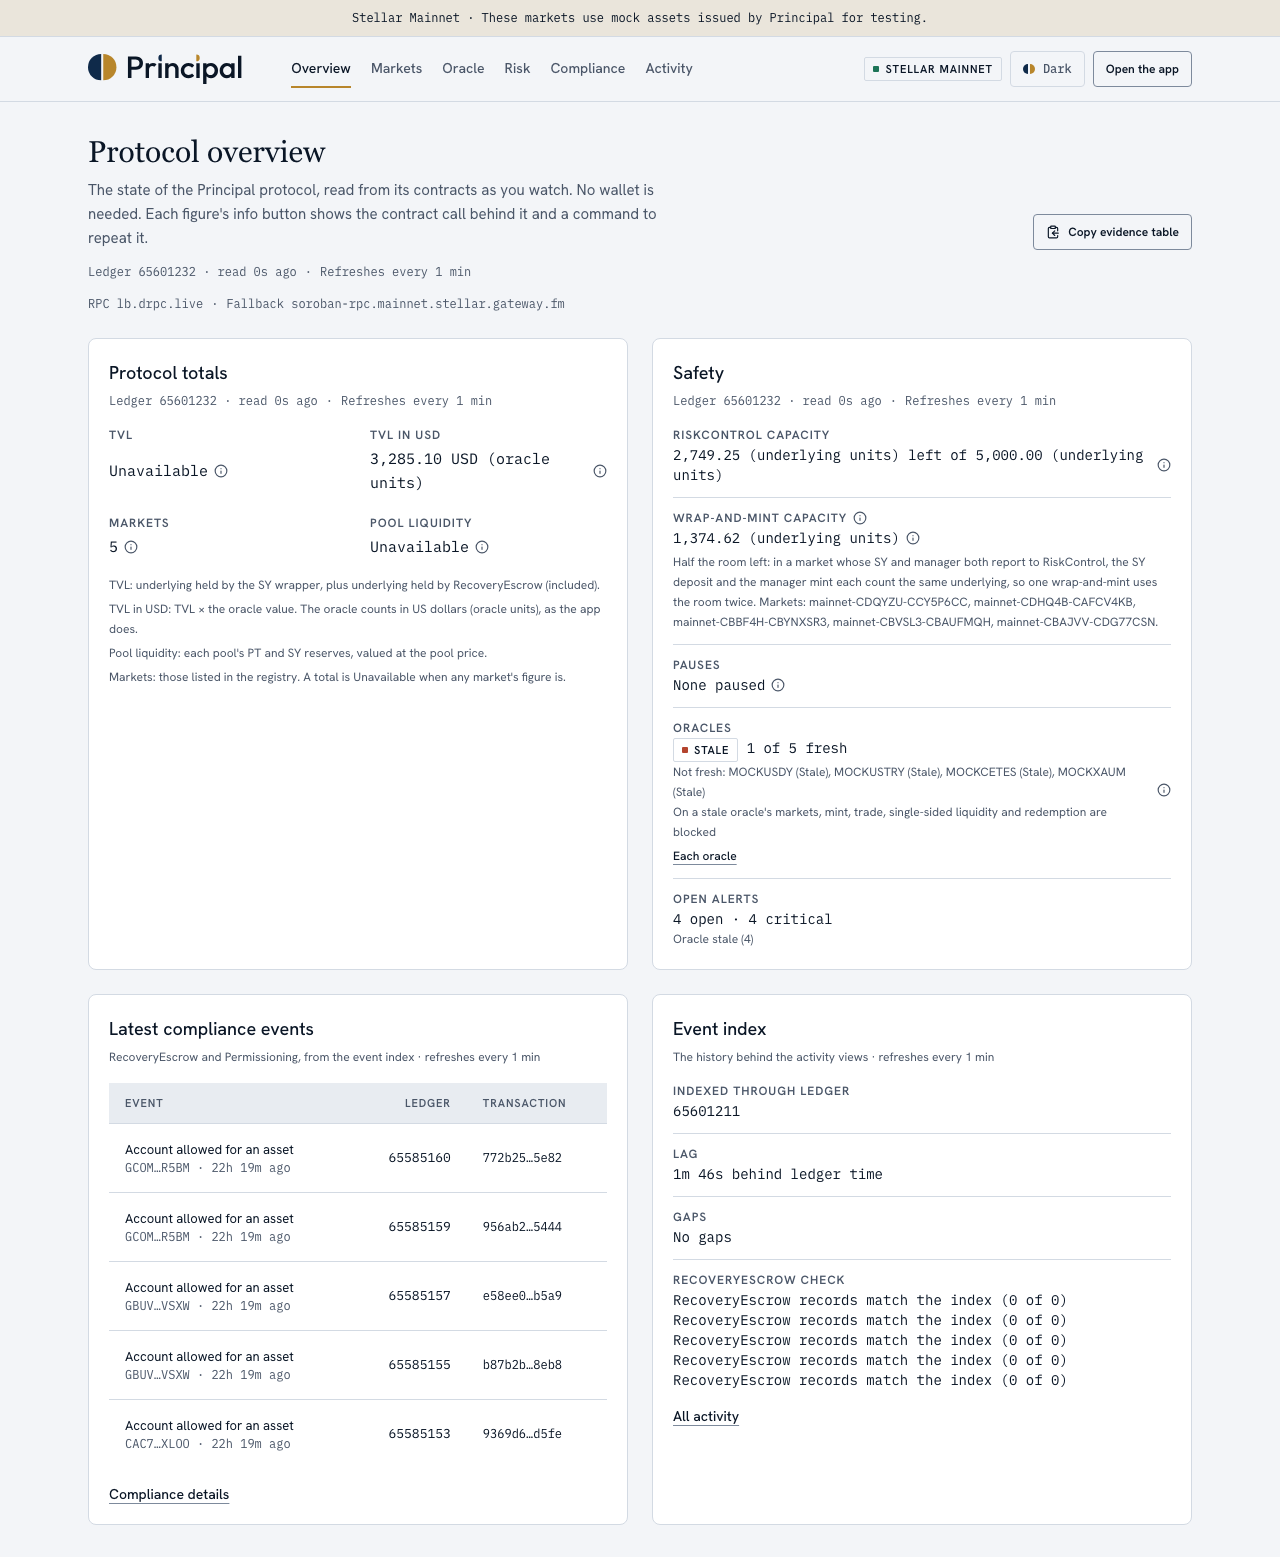 Stellar Mainnet · These markets use mock assets issued by Principal for testing.
Principal
Overview
Markets
Oracle
Risk
Compliance
Activity
STELLAR MAINNET
Dark
Open the app
Protocol overview
The state of the Principal protocol, read from its contracts as you watch. No wallet is
needed. Each figure's info button shows the contract call behind it and a command to
repeat it.
Copy evidence table
Ledger 65601232 · read 0s ago · Refreshes every 1 min
RPC lb.drpc.live · Fallback soroban-rpc.mainnet.stellar.gateway.fm
Protocol totals
Ledger 65601232 · read 0s ago · Refreshes every 1 min
TVL
Unavailable
TVL IN USD
3,285.10 USD (oracle
units)
MARKETS
5
POOL LIQUIDITY
Unavailable
TVL: underlying held by the SY wrapper, plus underlying held by RecoveryEscrow (included).
TVL in USD: TVL × the oracle value. The oracle counts in US dollars (oracle units), as the app
does.
Pool liquidity: each pool's PT and SY reserves, valued at the pool price.
Markets: those listed in the registry. A total is Unavailable when any market's figure is.
Safety
Ledger 65601232 · read 0s ago · Refreshes every 1 min
RISKCONTROL CAPACITY
2,749.25 (underlying units) left of 5,000.00 (underlying
units)
WRAP-AND-MINT CAPACITY
1,374.62 (underlying units)
Half the room left: in a market whose SY and manager both report to RiskControl, the SY
deposit and the manager mint each count the same underlying, so one wrap-and-mint uses
the room twice. Markets: mainnet-CDQYZU-CCY5P6CC, mainnet-CDHQ4B-CAFCV4KB,
mainnet-CBBF4H-CBYNXSR3, mainnet-CBVSL3-CBAUFMQH, mainnet-CBAJVV-CDG77CSN.
PAUSES
None paused
ORACLES
STALE 1 of 5 fresh
Not fresh: MOCKUSDY (Stale), MOCKUSTRY (Stale), MOCKCETES (Stale), MOCKXAUM
(Stale)
On a stale oracle's markets, mint, trade, single-sided liquidity and redemption are
blocked
Each oracle
OPEN ALERTS
4 open · 4 critical
Oracle stale (4)
Latest compliance events
RecoveryEscrow and Permissioning, from the event index · refreshes every 1 min
EVENT LEDGER TRANSACTION
Account allowed for an asset
GCOM…R5BM · 22h 19m ago
65585160 772b25…5e82
Account allowed for an asset
GCOM…R5BM · 22h 19m ago
65585159 956ab2…5444
Account allowed for an asset
GBUV…VSXW · 22h 19m ago
65585157 e58ee0…b5a9
Account allowed for an asset
GBUV…VSXW · 22h 19m ago
65585155 b87b2b…8eb8
Account allowed for an asset
CAC7…XLOO · 22h 19m ago
65585153 9369d6…d5fe
Compliance details
Event index
The history behind the activity views · refreshes every 1 min
INDEXED THROUGH LEDGER
65601211
LAG
1m 46s behind ledger time
GAPS
No gaps
RECOVERYESCROW CHECK
RecoveryEscrow records match the index (0 of 0)
RecoveryEscrow records match the index (0 of 0)
RecoveryEscrow records match the index (0 of 0)
RecoveryEscrow records match the index (0 of 0)
RecoveryEscrow records match the index (0 of 0)
All activity